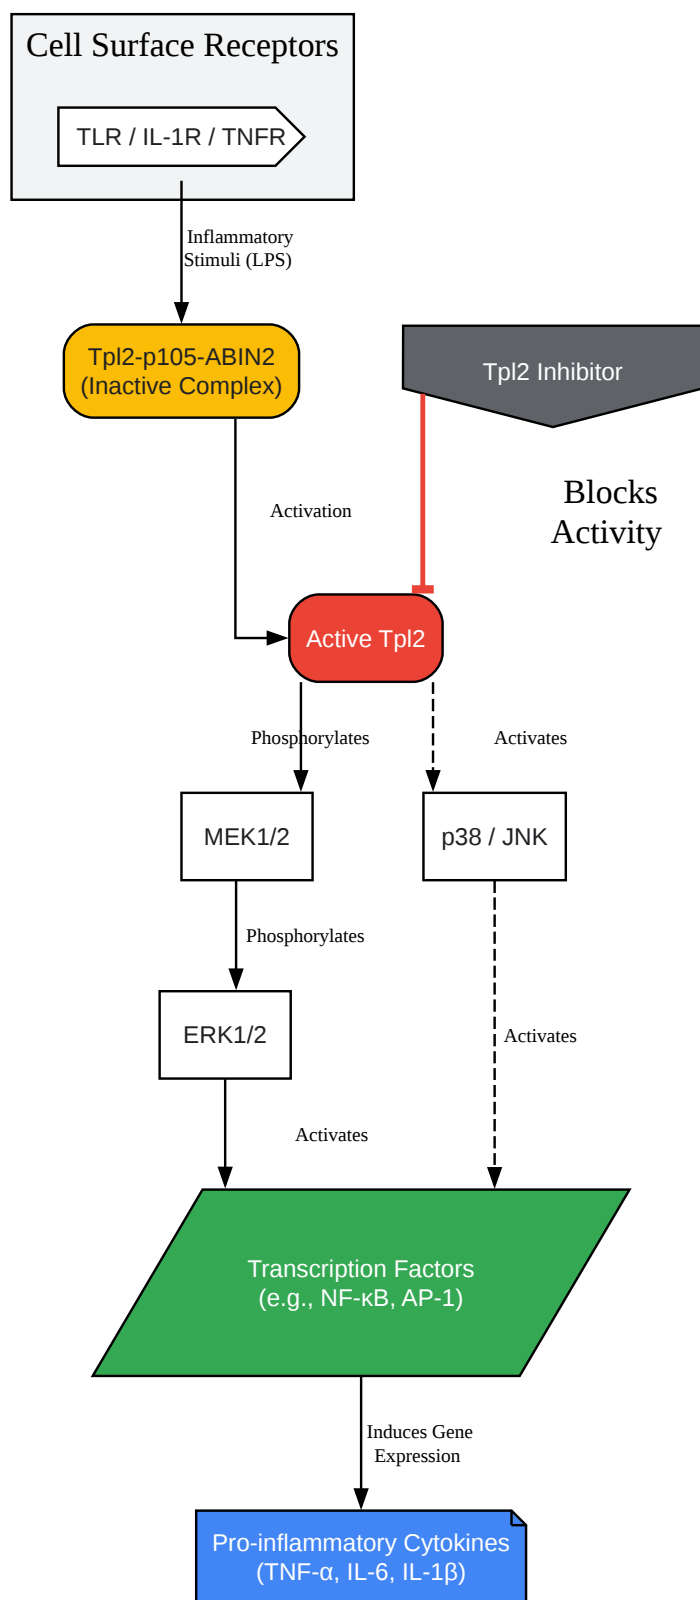 Cell Surface Receptors
TLR / IL-1R / TNFR
Inflammatory
Stimuli (LPS)
Tpl2-p105-ABIN2
(Inactive Complex)
Tpl2 Inhibitor
Blocks
Activity
Activation
Active Tpl2
Phosphorylates
Activates
MEK1/2
p38 / JNK
Phosphorylates
ERK1/2
Activates
Activates
Transcription Factors
(e.g., NF-κB, AP-1)
Induces Gene
Expression
Pro-inflammatory Cytokines
(TNF-α, IL-6, IL-1β)